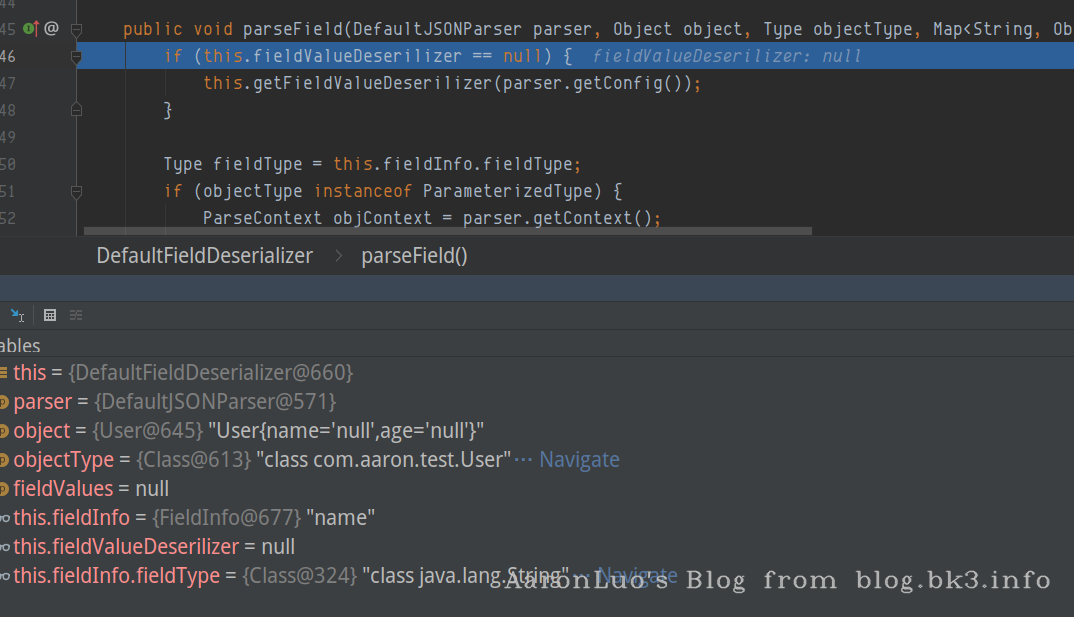 44
45 @ public void parseField(DefaultJSONParser parser, Object object, Type objectType, Map<String, Ob
46 if (this.fieldValueDeserilizer == null) { fieldValueDeserilizer: null
47 this.getFieldValueDeserilizer(parser.getConfig());
48 }
49
50 Type fieldType = this.fieldInfo.fieldType;
51 if (objectType instanceof ParameterizedType) {
52 ParseContext objContext = parser.getContext();
DefaultFieldDeserializer > parseField()
ables
this = {DefaultFieldDeserializer@660}
parser = {DefaultJSONParser@571}
object = {User@645} "User{name='null',age='null'}"
objectType = {Class@613} "class com.aaron.test.User"... Navigate
fieldValues = null
this.fieldInfo = {FieldInfo@677} "name"
this.fieldValueDeserilizer = null
this.fieldInfo.fieldType = {Class@324} "class java.lang.String"... Navigate
AaronLuo's Blog from blog.bk3.info